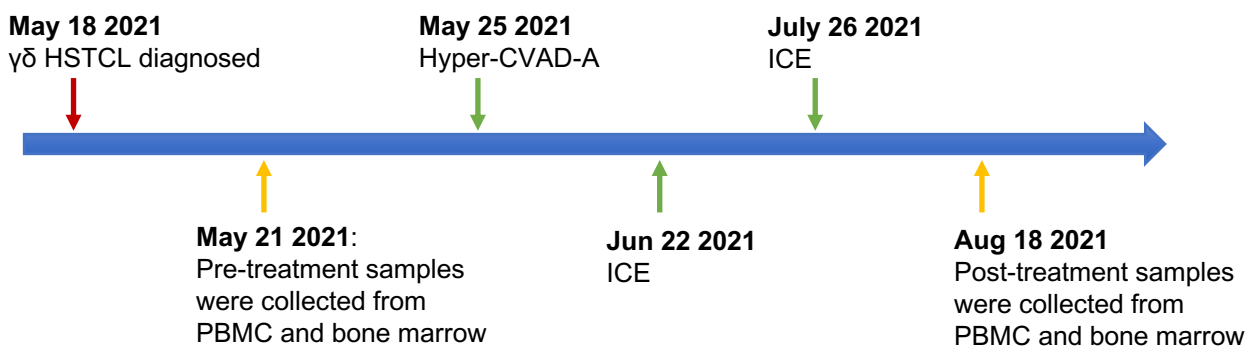 May 18 2021
γδ HSTCL diagnosed
May 25 2021
Hyper-CVAD-A
July 26 2021
ICE
May 21 2021:
Pre-treatment samples
were collected from
PBMC and bone marrow
Jun 22 2021
ICE
Aug 18 2021
Post-treatment samples
were collected from
PBMC and bone marrow